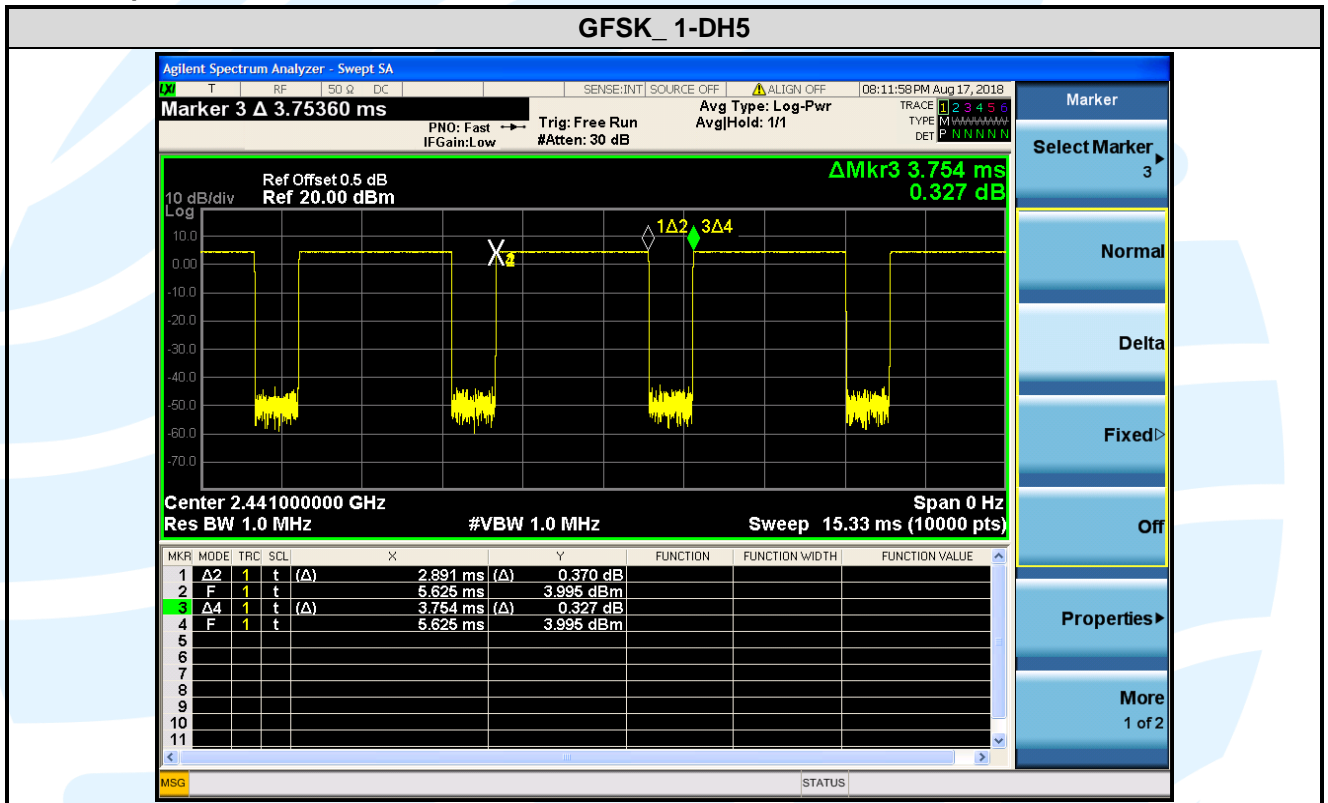 GFSK_ 1-DH5
Agilent Spectrum Analyzer - Swept SA
LXI T RF 50 Ω DC SENSE:INT SOURCE OFF ALIGN OFF 08:11:58 PM Aug 17, 2018
Marker 3 Δ 3.75360 ms
PNO: Fast
IFGain:Low
Trig: Free Run
#Atten: 30 dB
Avg Type: Log-Pwr
Avg|Hold: 1/1
TRACE 1 2 3 4 5 6
TYPE M WWWWW
DET P N N N N N
10 dB/div
Log
Ref Offset 0.5 dB
Ref 20.00 dBm
ΔMkr3 3.754 ms
0.327 dB
10.0
0.00
-10.0
-20.0
-30.0
-40.0
-50.0
-60.0
-70.0
1Δ2 3Δ4
Center 2.441000000 GHz Span 0 Hz
Res BW 1.0 MHz #VBW 1.0 MHz Sweep 15.33 ms (10000 pts)
MKR MODE TRC SCL X Y FUNCTION FUNCTION WIDTH FUNCTION VALUE
1 Δ2 1 t (Δ) 2.891 ms (Δ) 0.370 dB
2 F 1 t 5.625 ms 3.995 dBm
3 Δ4 1 t (Δ) 3.754 ms (Δ) 0.327 dB
4 F 1 t 5.625 ms 3.995 dBm
5
6
7
8
9
10
11
MSG STATUS
Marker
Select Marker
3
Normal
Delta
Fixed
Off
Properties
More
1 of 2